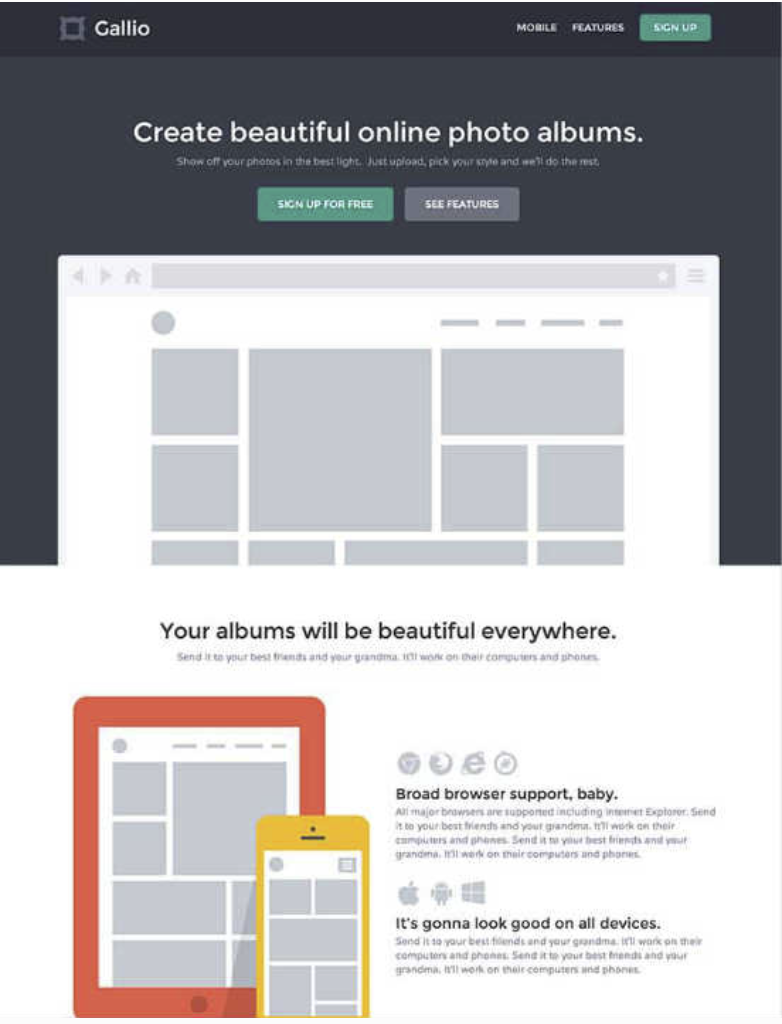 Gallio
MOBILE FEATURES SIGN UP
Create beautiful online photo albums.
Show off your photos in the best light. Just upload, pick your style and we'll do the rest.
SIGN UP FOR FREE SEE FEATURES
Your albums will be beautiful everywhere.
Send it to your best friends and your grandma. It'll work on their computers and phones.
Broad browser support, baby.
All major browsers are supported including Internet Explorer. Send
it to your best friends and your grandma. It'll work on their
computers and phones. Send it to your best friends and your
grandma. It'll work on their computers and phones.
It's gonna look good on all devices.
Send it to your best friends and your grandma. It'll work on their
computers and phones. Send it to your best friends and your
grandma. It'll work on their computers and phones.